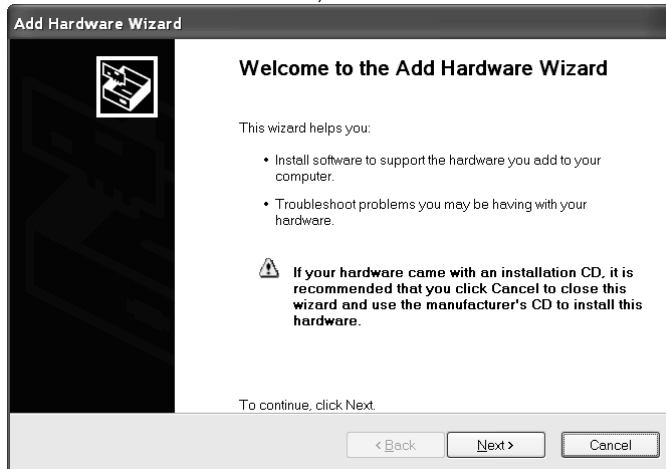 Add Hardware Wizard
Welcome to the Add Hardware Wizard
This wizard helps you:
• Install software to support the hardware you add to your
computer.
• Troubleshoot problems you may be having with your
hardware.
If your hardware came with an installation CD, it is
recommended that you click Cancel to close this
wizard and use the manufacturer's CD to install this
hardware.
To continue, click Next.
< Back Next > Cancel